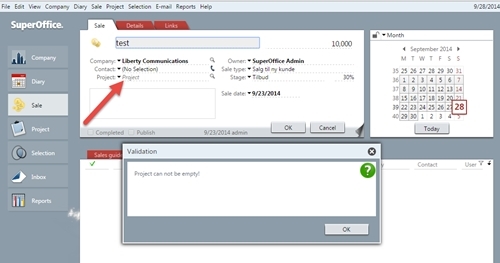 File Edit View Company Diary Sale Project Selection E-mail Reports Help
9/28/2014
SuperOffice.
Company
Diary
Sale
Project
Selection
Inbox
Reports
Sale Details Links
test
10,000
Company: Liberty Communications
Contact: (No Selection)
Project: Project
Owner: SuperOffice Admin
Sale type: Salg til ny kunde
Stage: Tilbud 30%
Sale date: 9/23/2014
Completed Publish 9/23/2014 admin
OK Cancel
Month
September 2014
M T W T F S S
35 25 26 27 28 29 30 31
36 1 2 3 4 5 6 7
37 8 9 10 11 12 13 14
38 15 16 17 18 19 20 21
39 22 23 24 25 26 27 28
40 29 30 1 2 3 4 5
Today
Sales guide
Contact User
Validation
Project can not be empty!
?
OK